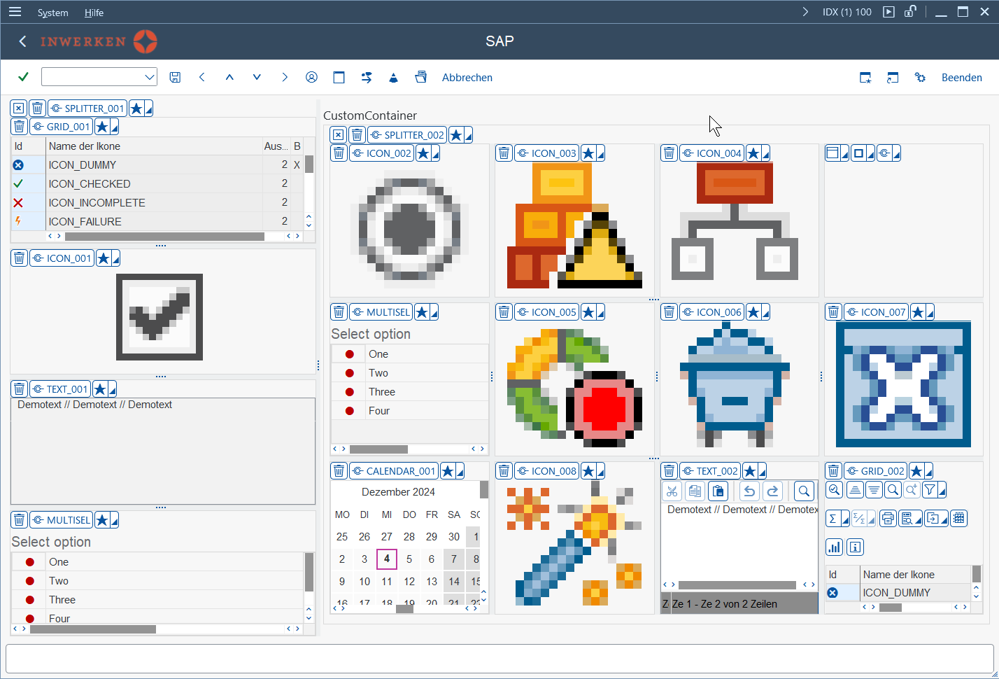 System Hilfe IDX (1) 100
INWERKEN SAP
Abbrechen Beenden
SPLITTER_001
GRID_001
Id Name der Ikone Aus... B
ICON_DUMMY 2 X
ICON_CHECKED 2
ICON_INCOMPLETE 2
ICON_FAILURE 2
ICON_001
TEXT_001
Demotext // Demotext // Demotext
MULTISEL
Select option
One
Two
Three
Four
CustomContainer
SPLITTER_002
ICON_002 ICON_003 ICON_004
MULTISEL ICON_005 ICON_006 ICON_007
Select option
One
Two
Three
Four
CALENDAR_001 ICON_008 TEXT_002 GRID_002
Dezember 2024
MO DI MI DO FR SA SO
25 26 27 28 29 30 1
2 3 4 5 6 7 8
9 10 11 12 13 14 15
16 17 18 19 20 21 22
Demotext // Demotext // Demotex
Z Ze 1 - Ze 2 von 2 Zeilen
Id Name der Ikone
ICON_DUMMY